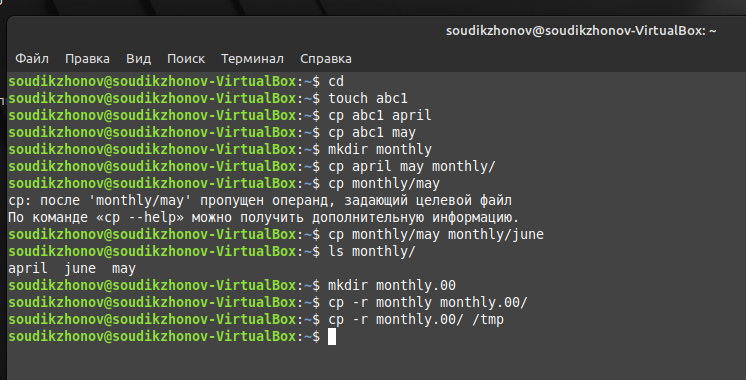 soudikzhonov@soudikzhonov-VirtualBox: ~
Файл Правка Вид Поиск Терминал Справка
soudikzhonov@soudikzhonov-VirtualBox:~$ cd
soudikzhonov@soudikzhonov-VirtualBox:~$ touch abc1
soudikzhonov@soudikzhonov-VirtualBox:~$ cp abc1 april
soudikzhonov@soudikzhonov-VirtualBox:~$ cp abc1 may
soudikzhonov@soudikzhonov-VirtualBox:~$ mkdir monthly
soudikzhonov@soudikzhonov-VirtualBox:~$ cp april may monthly/
soudikzhonov@soudikzhonov-VirtualBox:~$ cp monthly/may
cp: после 'monthly/may' пропущен операнд, задающий целевой файл
По команде «cp --help» можно получить дополнительную информацию.
soudikzhonov@soudikzhonov-VirtualBox:~$ cp monthly/may monthly/june
soudikzhonov@soudikzhonov-VirtualBox:~$ ls monthly/
april june may
soudikzhonov@soudikzhonov-VirtualBox:~$ mkdir monthly.00
soudikzhonov@soudikzhonov-VirtualBox:~$ cp -r monthly monthly.00/
soudikzhonov@soudikzhonov-VirtualBox:~$ cp -r monthly.00/ /tmp
soudikzhonov@soudikzhonov-VirtualBox:~$